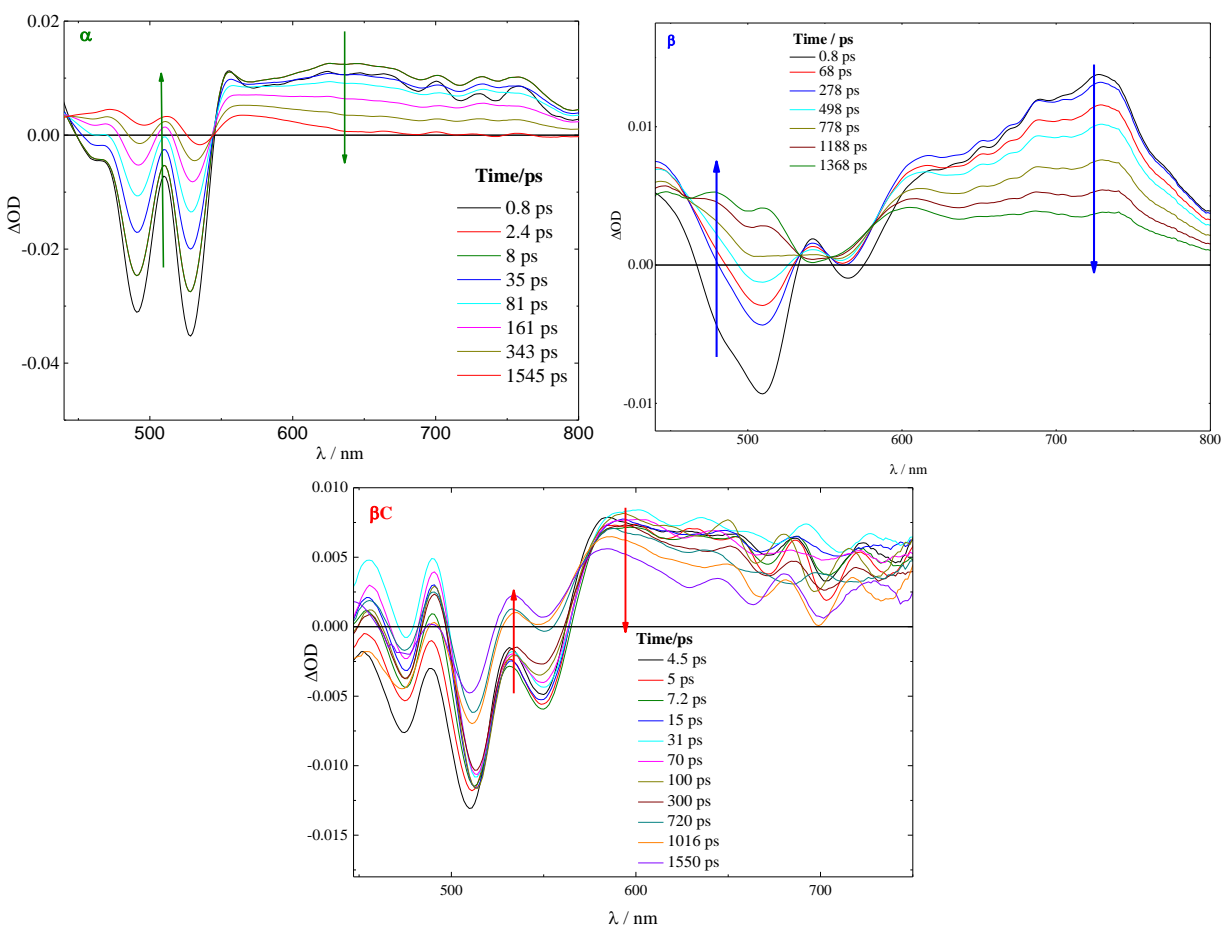 α
0.02
0.00
-0.02
-0.04
ΔOD
500
600
700
800
λ / nm
Time/ps
0.8 ps
2.4 ps
8 ps
35 ps
81 ps
161 ps
343 ps
1545 ps
β
0.01
0.00
-0.01
ΔOD
500
600
700
800
λ / nm
Time / ps
0.8 ps
68 ps
278 ps
498 ps
778 ps
1188 ps
1368 ps
βC
0.010
0.005
0.000
-0.005
-0.010
-0.015
ΔOD
500
600
700
λ / nm
Time/ps
4.5 ps
5 ps
7.2 ps
15 ps
31 ps
70 ps
100 ps
300 ps
720 ps
1016 ps
1550 ps